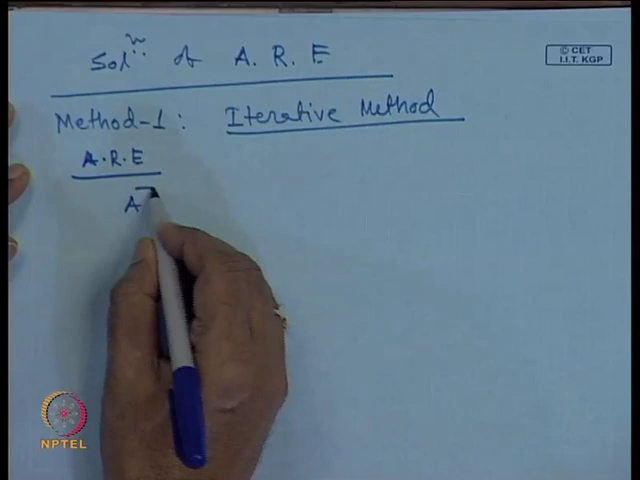 Solⁿ of A. R. E
© CET
I.I.T. KGP
Method-1: Iterative Method
A.R.E
A
NPTEL